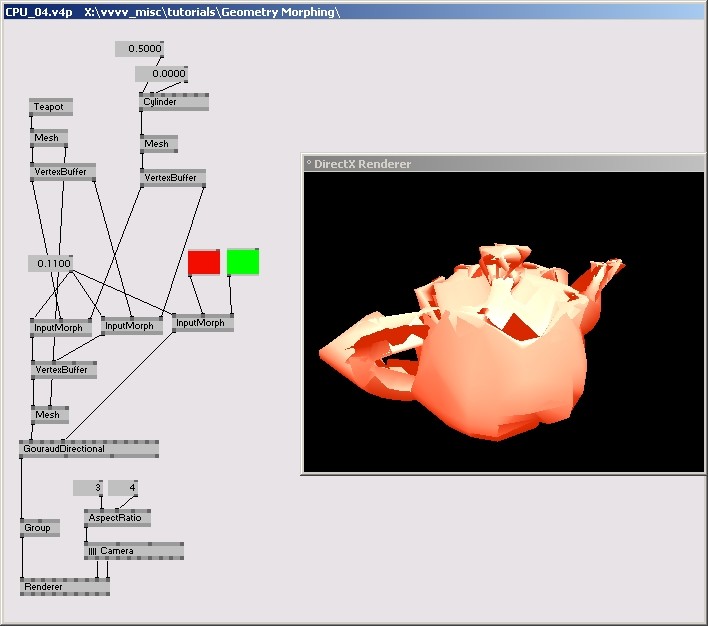 CPU_04.v4p X:\vvvv_misc\tutorials\Geometry Morphing\
0.5000
0.0000
Teapot
Cylinder
Mesh
Mesh
VertexBuffer
VertexBuffer
° DirectX Renderer
0.1100
InputMorph
InputMorph
InputMorph
VertexBuffer
Mesh
GouraudDirectional
3
4
AspectRatio
Group
Camera
Renderer